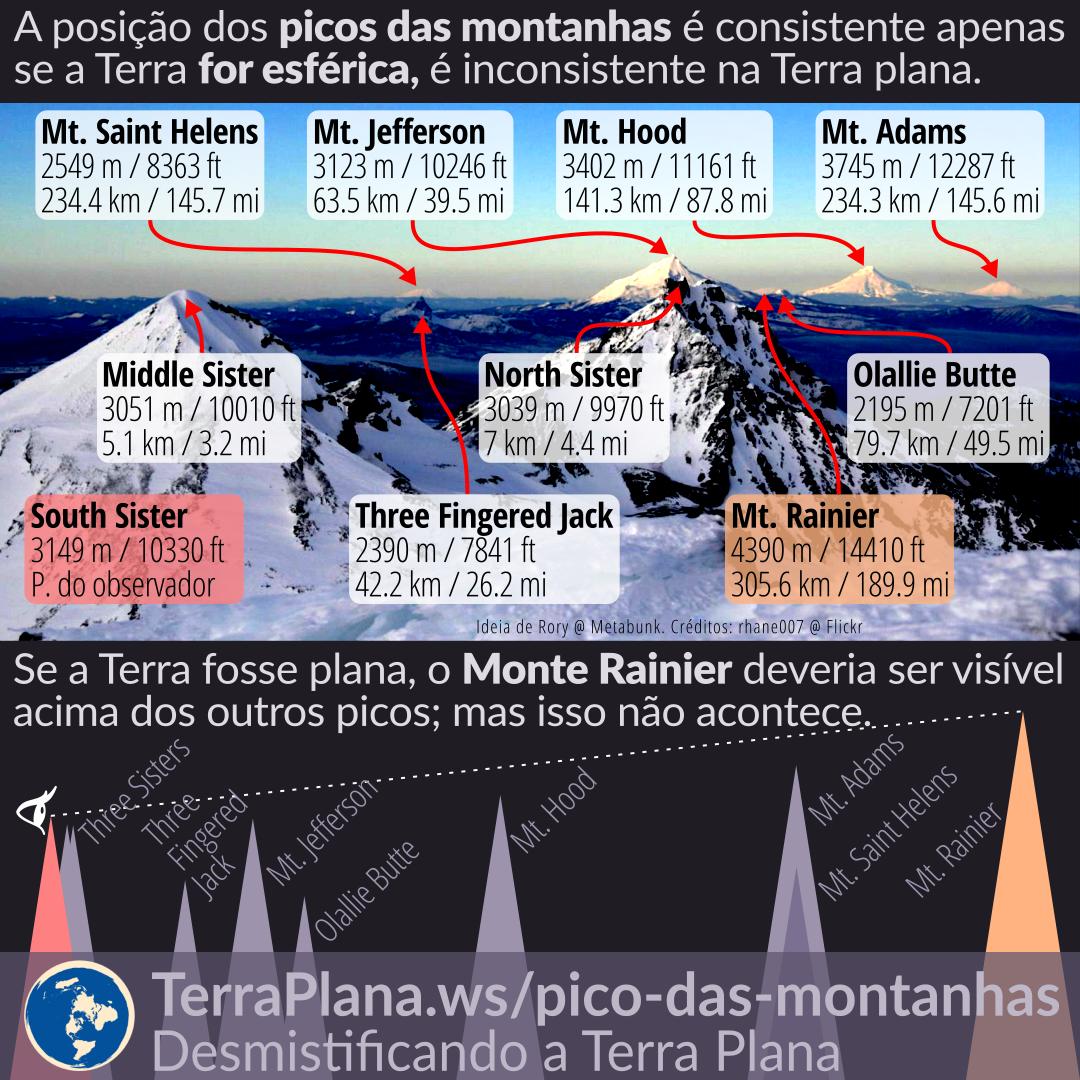 A posição dos picos das montanhas é consistente apenas
se a Terra for esférica, é inconsistente na Terra plana.
Mt. Saint Helens
2549 m / 8363 ft
234.4 km / 145.7 mi
Mt. Jefferson
3123 m / 10246 ft
63.5 km / 39.5 mi
Mt. Hood
3402 m / 11161 ft
141.3 km / 87.8 mi
Mt. Adams
3745 m / 12287 ft
234.3 km / 145.6 mi
Middle Sister
3051 m / 10010 ft
5.1 km / 3.2 mi
North Sister
3039 m / 9970 ft
7 km / 4.4 mi
Olallie Butte
2195 m / 7201 ft
79.7 km / 49.5 mi
South Sister
3149 m / 10330 ft
P. do observador
Three Fingered Jack
2390 m / 7841 ft
42.2 km / 26.2 mi
Mt. Rainier
4390 m / 14410 ft
305.6 km / 189.9 mi
Ideia de Rory @ Metabunk. Créditos: rhane007 @ Flickr
Se a Terra fosse plana, o Monte Rainier deveria ser visível
acima dos outros picos; mas isso não acontece.
Three Sisters
Three
Fingered
Jack
Mt. Jefferson
Olallie Butte
Mt. Hood
Mt. Adams
Mt. Saint Helens
Mt. Rainier
TerraPlana.ws/pico-das-montanhas
Desmistificando a Terra Plana